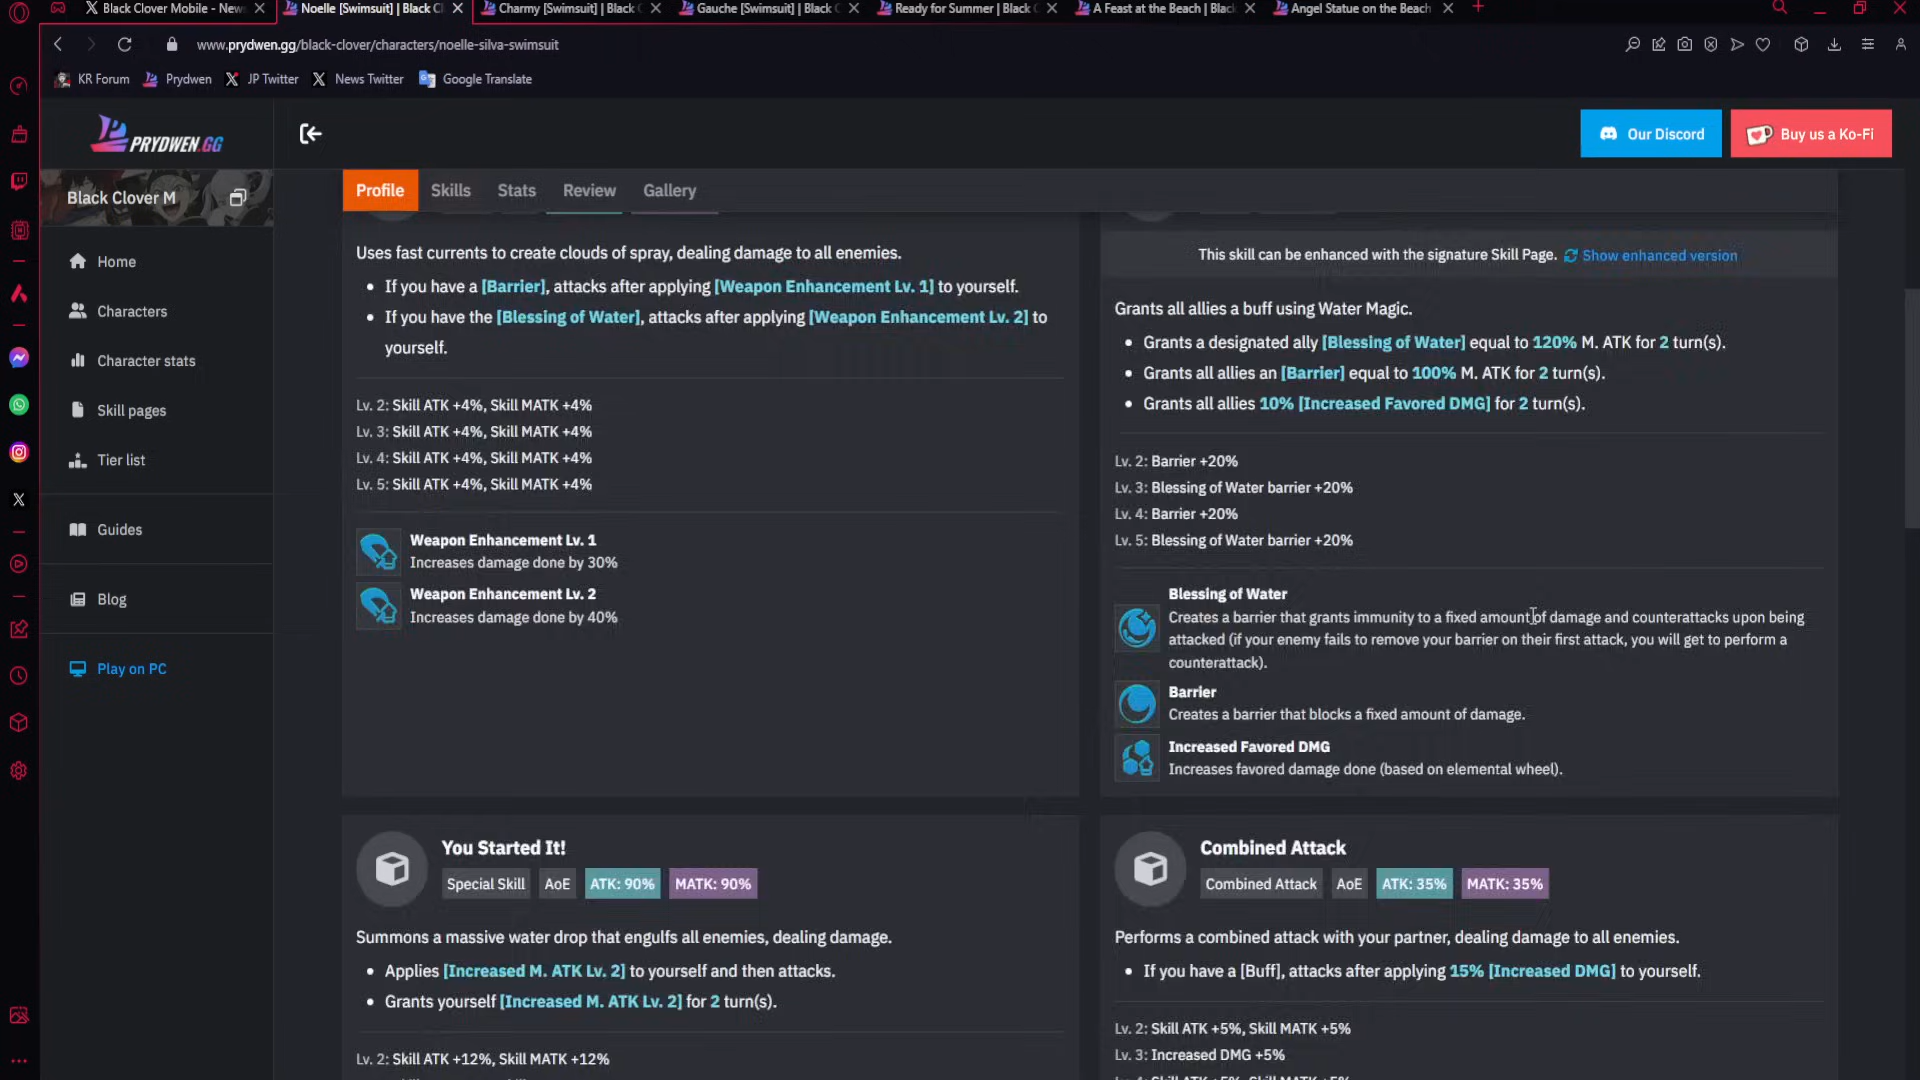 Black Clover Mobile - New
Noelle [Swimsuit] | Black Cl
Charmy [Swimsuit] | Black
Gauche [Swimsuit] | Black
Ready for Summer | Black C
A Feast at the Beach | Black
Angel Statue on the Beach
www.prydwen.gg/black-clover/characters/noelle-silva-swimsuit
KR Forum
Prydwen
JP Twitter
News Twitter
Google Translate
PRYDWEN.GG
Our Discord
Buy us a Ko-Fi
Black Clover M
Home
Characters
Character stats
Skill pages
Tier list
Guides
Blog
Play on PC
Profile
Skills
Stats
Review
Gallery
Uses fast currents to create clouds of spray, dealing damage to all enemies.
If you have a [Barrier], attacks after applying [Weapon Enhancement Lv. 1] to yourself.
If you have the [Blessing of Water], attacks after applying [Weapon Enhancement Lv. 2] to
yourself.
Lv. 2: Skill ATK +4%, Skill MATK +4%
Lv. 3: Skill ATK +4%, Skill MATK +4%
Lv. 4: Skill ATK +4%, Skill MATK +4%
Lv. 5: Skill ATK +4%, Skill MATK +4%
Weapon Enhancement Lv. 1
Increases damage done by 30%
Weapon Enhancement Lv. 2
Increases damage done by 40%
This skill can be enhanced with the signature Skill Page. Show enhanced version
Grants all allies a buff using Water Magic.
Grants a designated ally [Blessing of Water] equal to 120% M. ATK for 2 turn(s).
Grants all allies an [Barrier] equal to 100% M. ATK for 2 turn(s).
Grants all allies 10% [Increased Favored DMG] for 2 turn(s).
Lv. 2: Barrier +20%
Lv. 3: Blessing of Water barrier +20%
Lv. 4: Barrier +20%
Lv. 5: Blessing of Water barrier +20%
Blessing of Water
Creates a barrier that grants immunity to a fixed amount of damage and counterattacks upon being
attacked (if your enemy fails to remove your barrier on their first attack, you will get to perform a
counterattack).
Barrier
Creates a barrier that blocks a fixed amount of damage.
Increased Favored DMG
Increases favored damage done (based on elemental wheel).
You Started It!
Special Skill
AoE
ATK: 90%
MATK: 90%
Summons a massive water drop that engulfs all enemies, dealing damage.
Applies [Increased M. ATK Lv. 2] to yourself and then attacks.
Grants yourself [Increased M. ATK Lv. 2] for 2 turn(s).
Lv. 2: Skill ATK +12%, Skill MATK +12%
Combined Attack
Combined Attack
AoE
ATK: 35%
MATK: 35%
Performs a combined attack with your partner, dealing damage to all enemies.
If you have a [Buff], attacks after applying 15% [Increased DMG] to yourself.
Lv. 2: Skill ATK +5%, Skill MATK +5%
Lv. 3: Increased DMG +5%